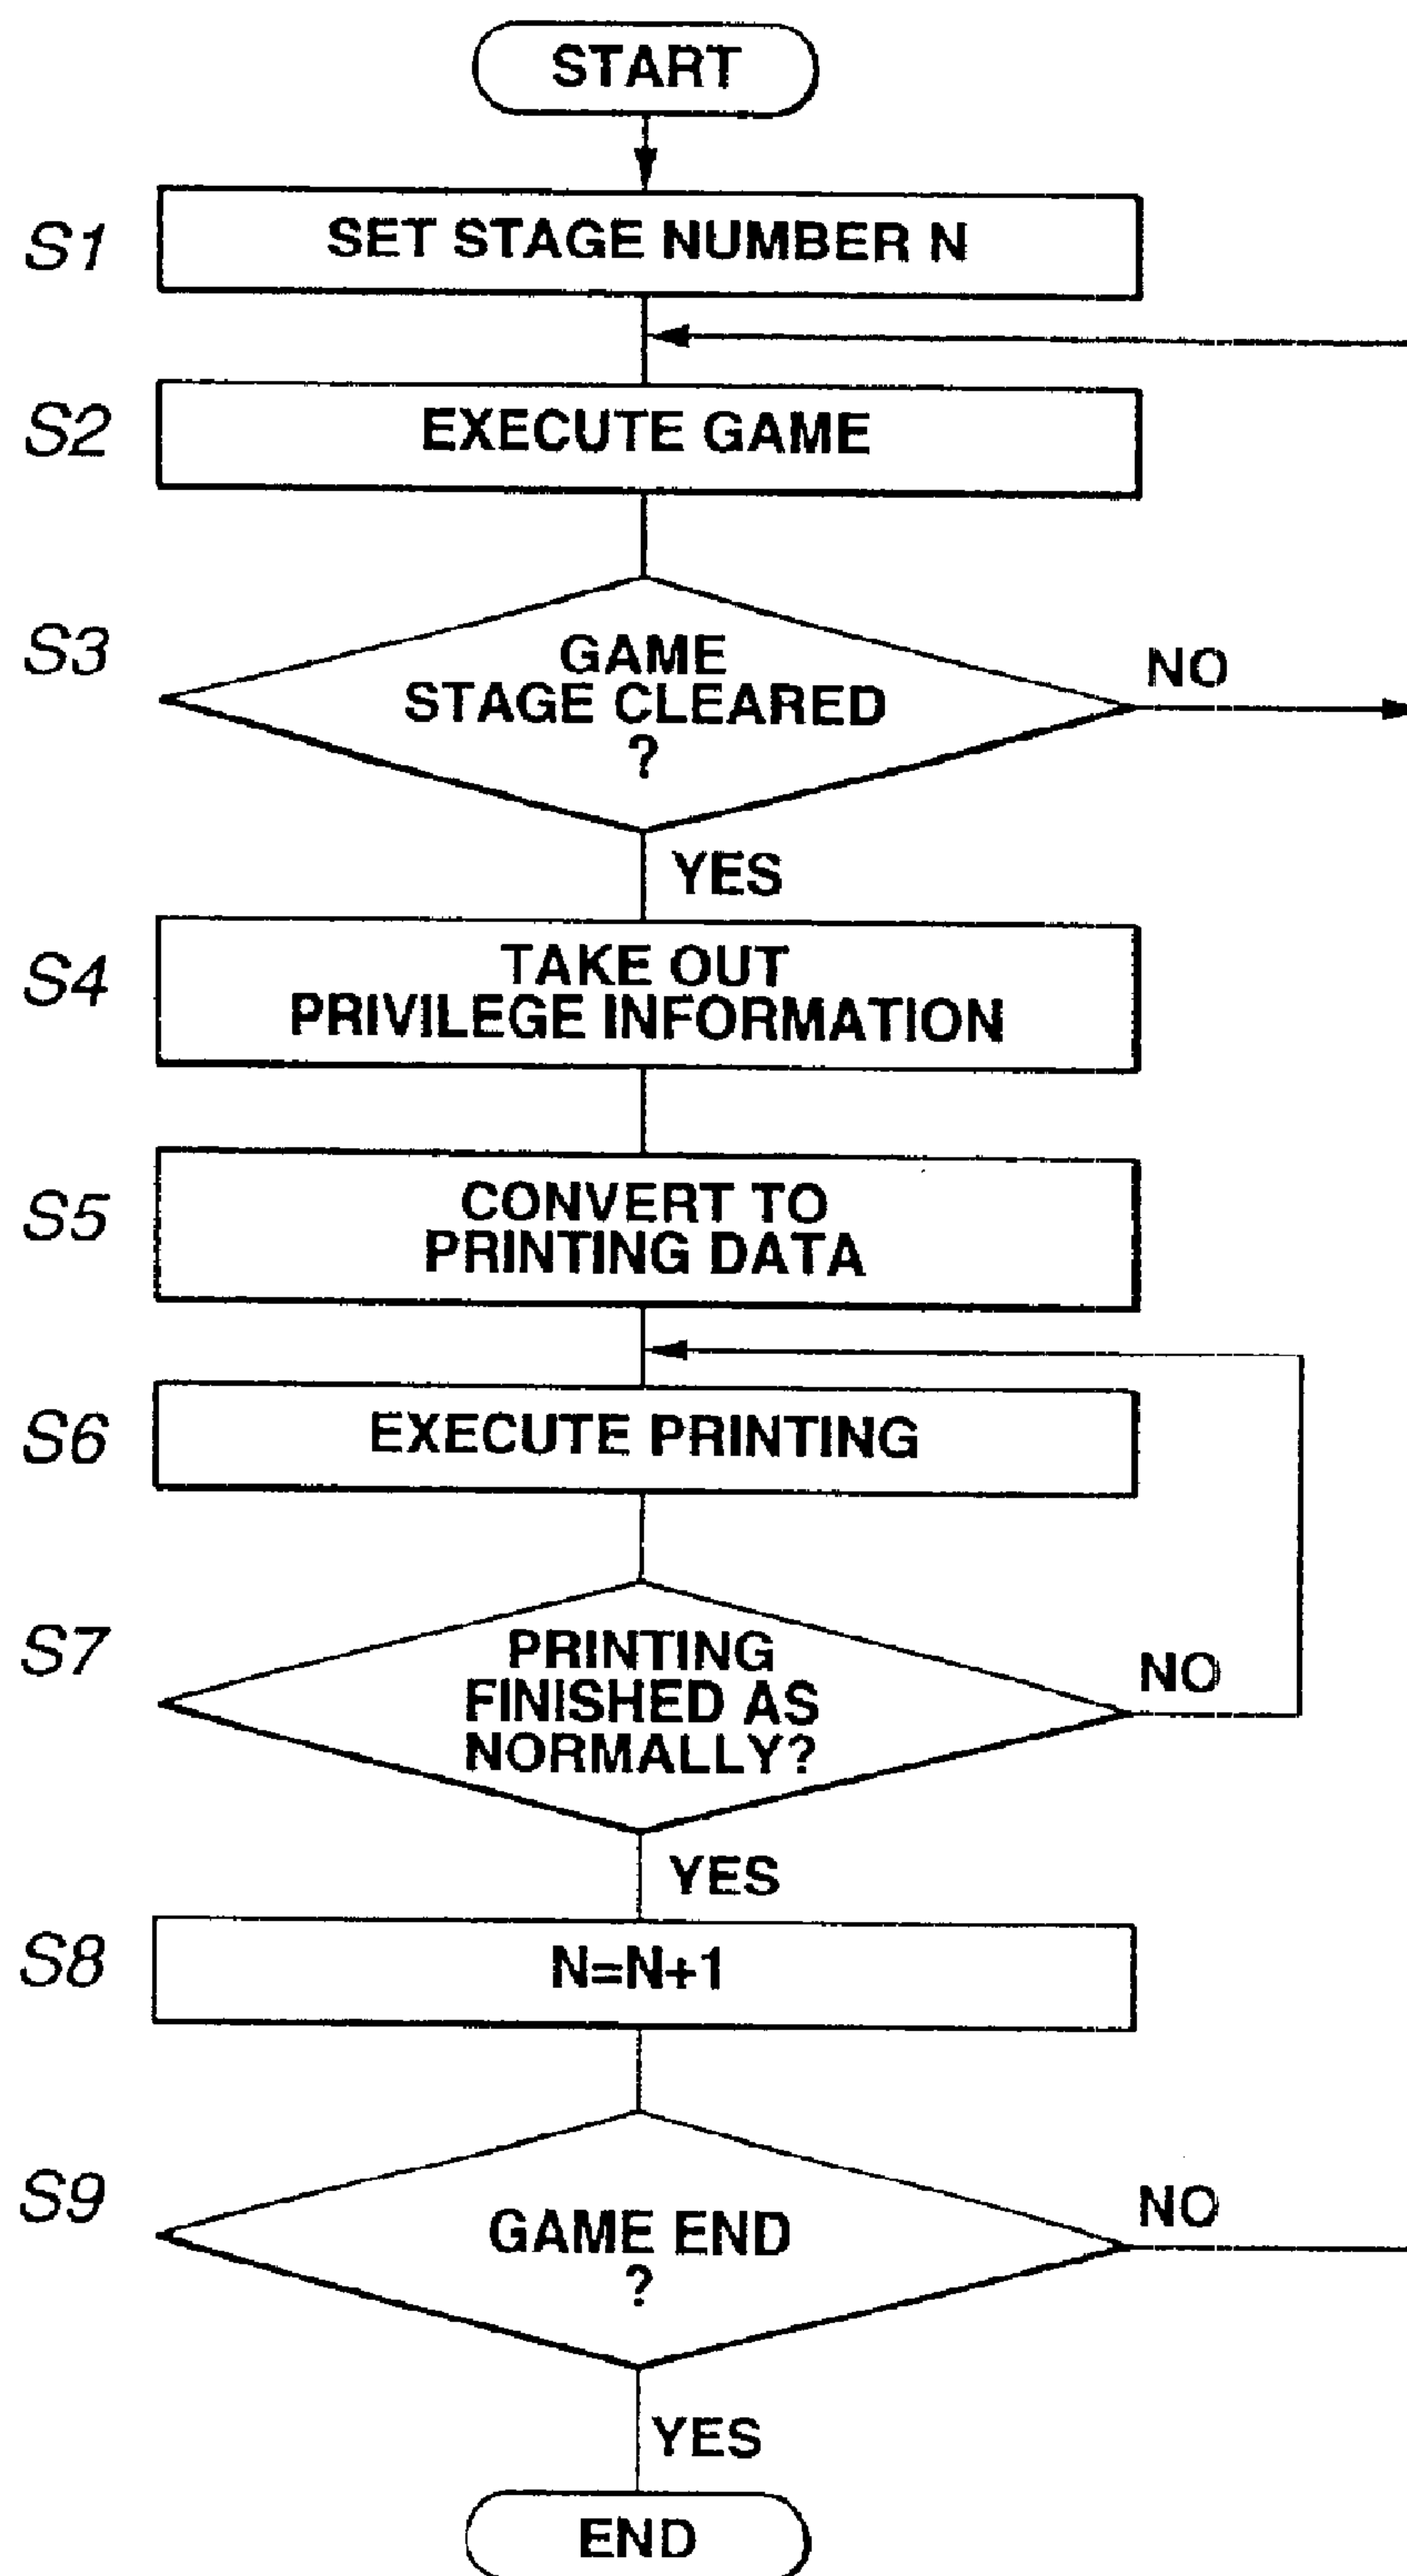 START
S1
SET STAGE NUMBER N
S2
EXECUTE GAME
S3
GAME
STAGE CLEARED
?
NO
YES
S4
TAKE OUT
PRIVILEGE INFORMATION
S5
CONVERT TO
PRINTING DATA
S6
EXECUTE PRINTING
S7
PRINTING
FINISHED AS
NORMALLY?
NO
YES
S8
N=N+1
S9
GAME END
?
NO
YES
END